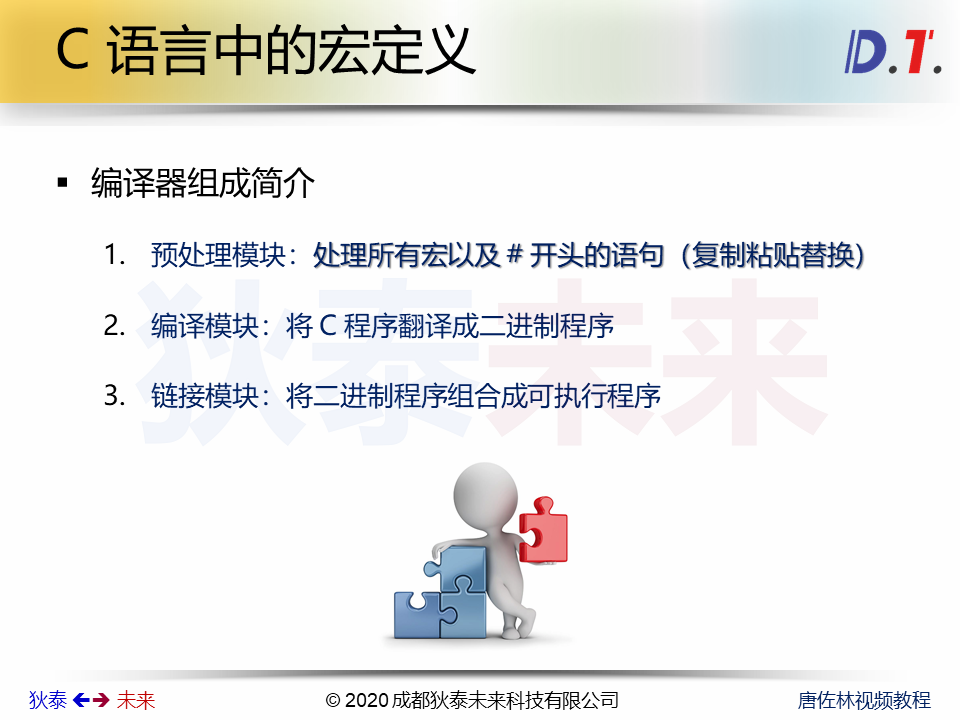 C 语言中的宏定义
D.T.
▪ 编译器组成简介
1. 预处理模块：处理所有宏以及 # 开头的语句（复制粘贴替换）
2. 编译模块：将 C 程序翻译成二进制程序
3. 链接模块：将二进制程序组合成可执行程序
狄泰未来
狄泰 未来
© 2020 成都狄泰未来科技有限公司
唐佐林视频教程